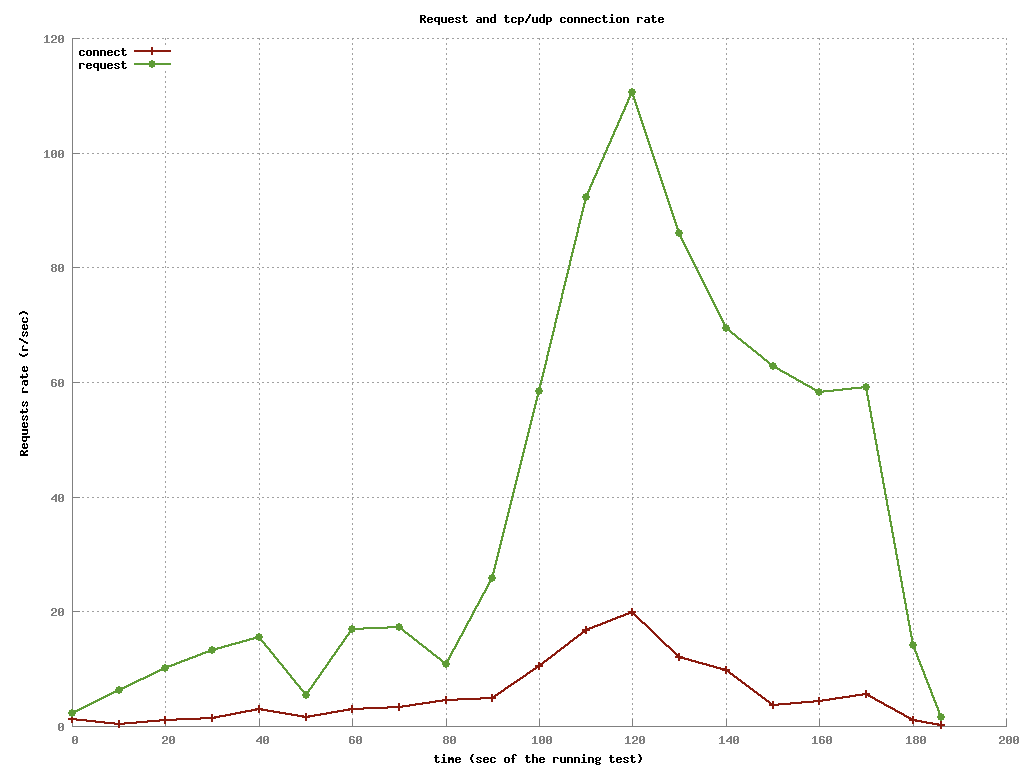 Request and tcp/udp connection rate
connect
request
120
100
80
60
40
20
0
Requests rate (r/sec)
0 20 40 60 80 100 120 140 160 180 200
time (sec of the running test)